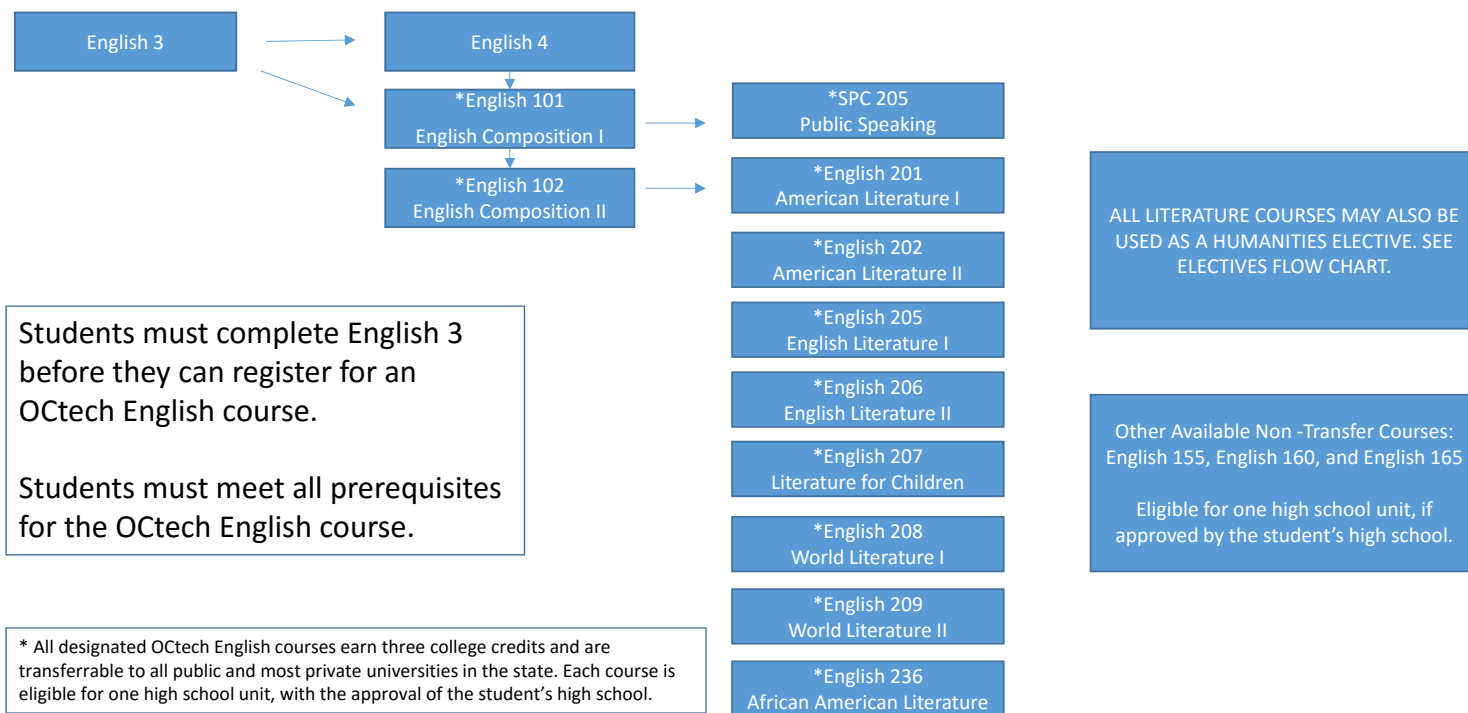 English 3
English 4
*English 101
English Composition I
*English 102
English Composition II
*SPC 205
Public Speaking
*English 201
American Literature I
*English 202
American Literature II
*English 205
English Literature I
*English 206
English Literature II
*English 207
Literature for Children
*English 208
World Literature I
*English 209
World Literature II
*English 236
African American Literature
ALL LITERATURE COURSES MAY ALSO BE
USED AS A HUMANITIES ELECTIVE. SEE
ELECTIVES FLOW CHART.
Other Available Non -Transfer Courses:
English 155, English 160, and English 165
Eligible for one high school unit, if
approved by the student’s high school.
Students must complete English 3
before they can register for an
OCtech English course.
Students must meet all prerequisites
for the OCtech English course.
* All designated OCtech English courses earn three college credits and are
transferrable to all public and most private universities in the state. Each course is
eligible for one high school unit, with the approval of the student’s high school.